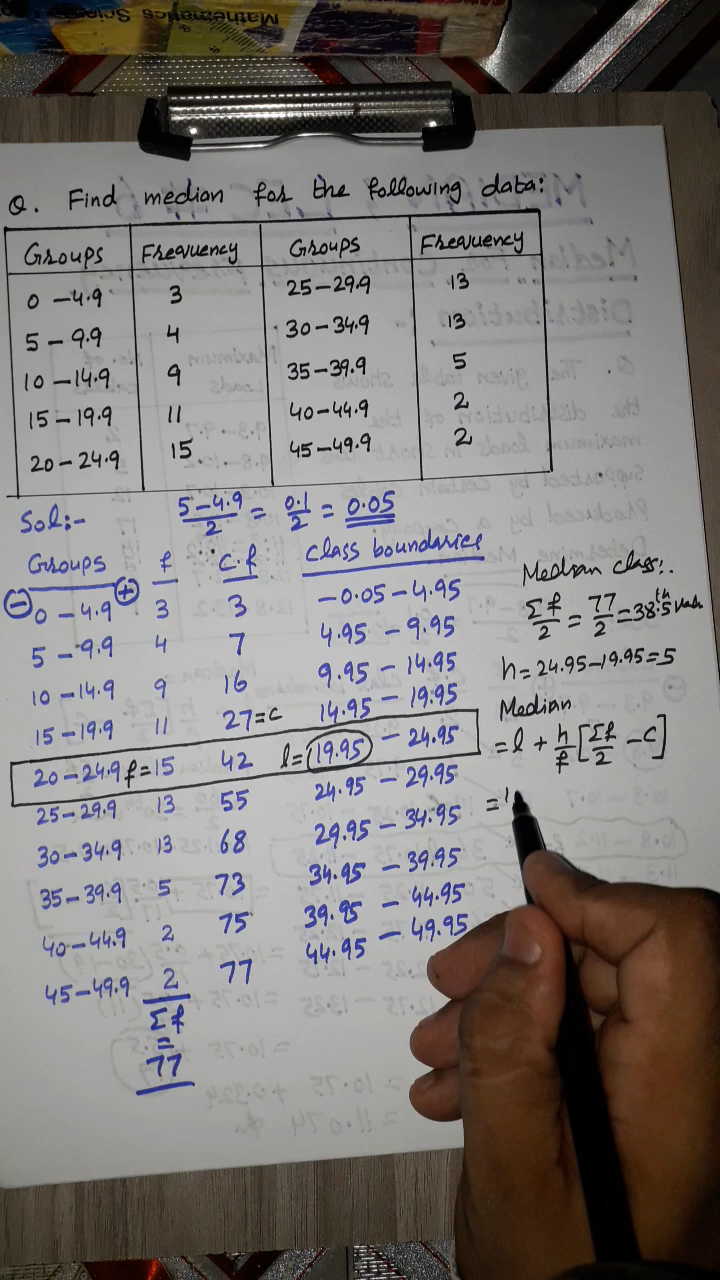 Mathematics Science
Q. Find median for the following data:
Groups Frequency Groups Frequency
0 – 4.9 3 25 – 29.9 13
5 – 9.9 4 30 – 34.9 13
10 – 14.9 9 35 – 39.9 5
15 – 19.9 11 40 – 44.9 2
20 – 24.9 15 45 – 49.9 2
Sol:- 5 – 4.9 / 2 = 0.1 / 2 = 0.05
Groups f C.f Class boundaries
0 – 4.9 3 3 –0.05 – 4.95
5 – 9.9 4 7 4.95 – 9.95
10 – 14.9 9 16 9.95 – 14.95
15 – 19.9 11 27 = C 14.95 – 19.95
20 – 24.9 f = 15 42 l = 19.95 – 24.95
25 – 29.9 13 55 24.95 – 29.95
30 – 34.9 13 68 29.95 – 34.95
35 – 39.9 5 73 34.95 – 39.95
40 – 44.9 2 75 39.95 – 44.95
45 – 49.9 2 77 44.95 – 49.95
Σf
=
77
Median class:.
Σf / 2 = 77 / 2 = 38.5th
h = 24.95 – 19.95 = 5
Median
= l + h/f [Σf/2 – C]
=